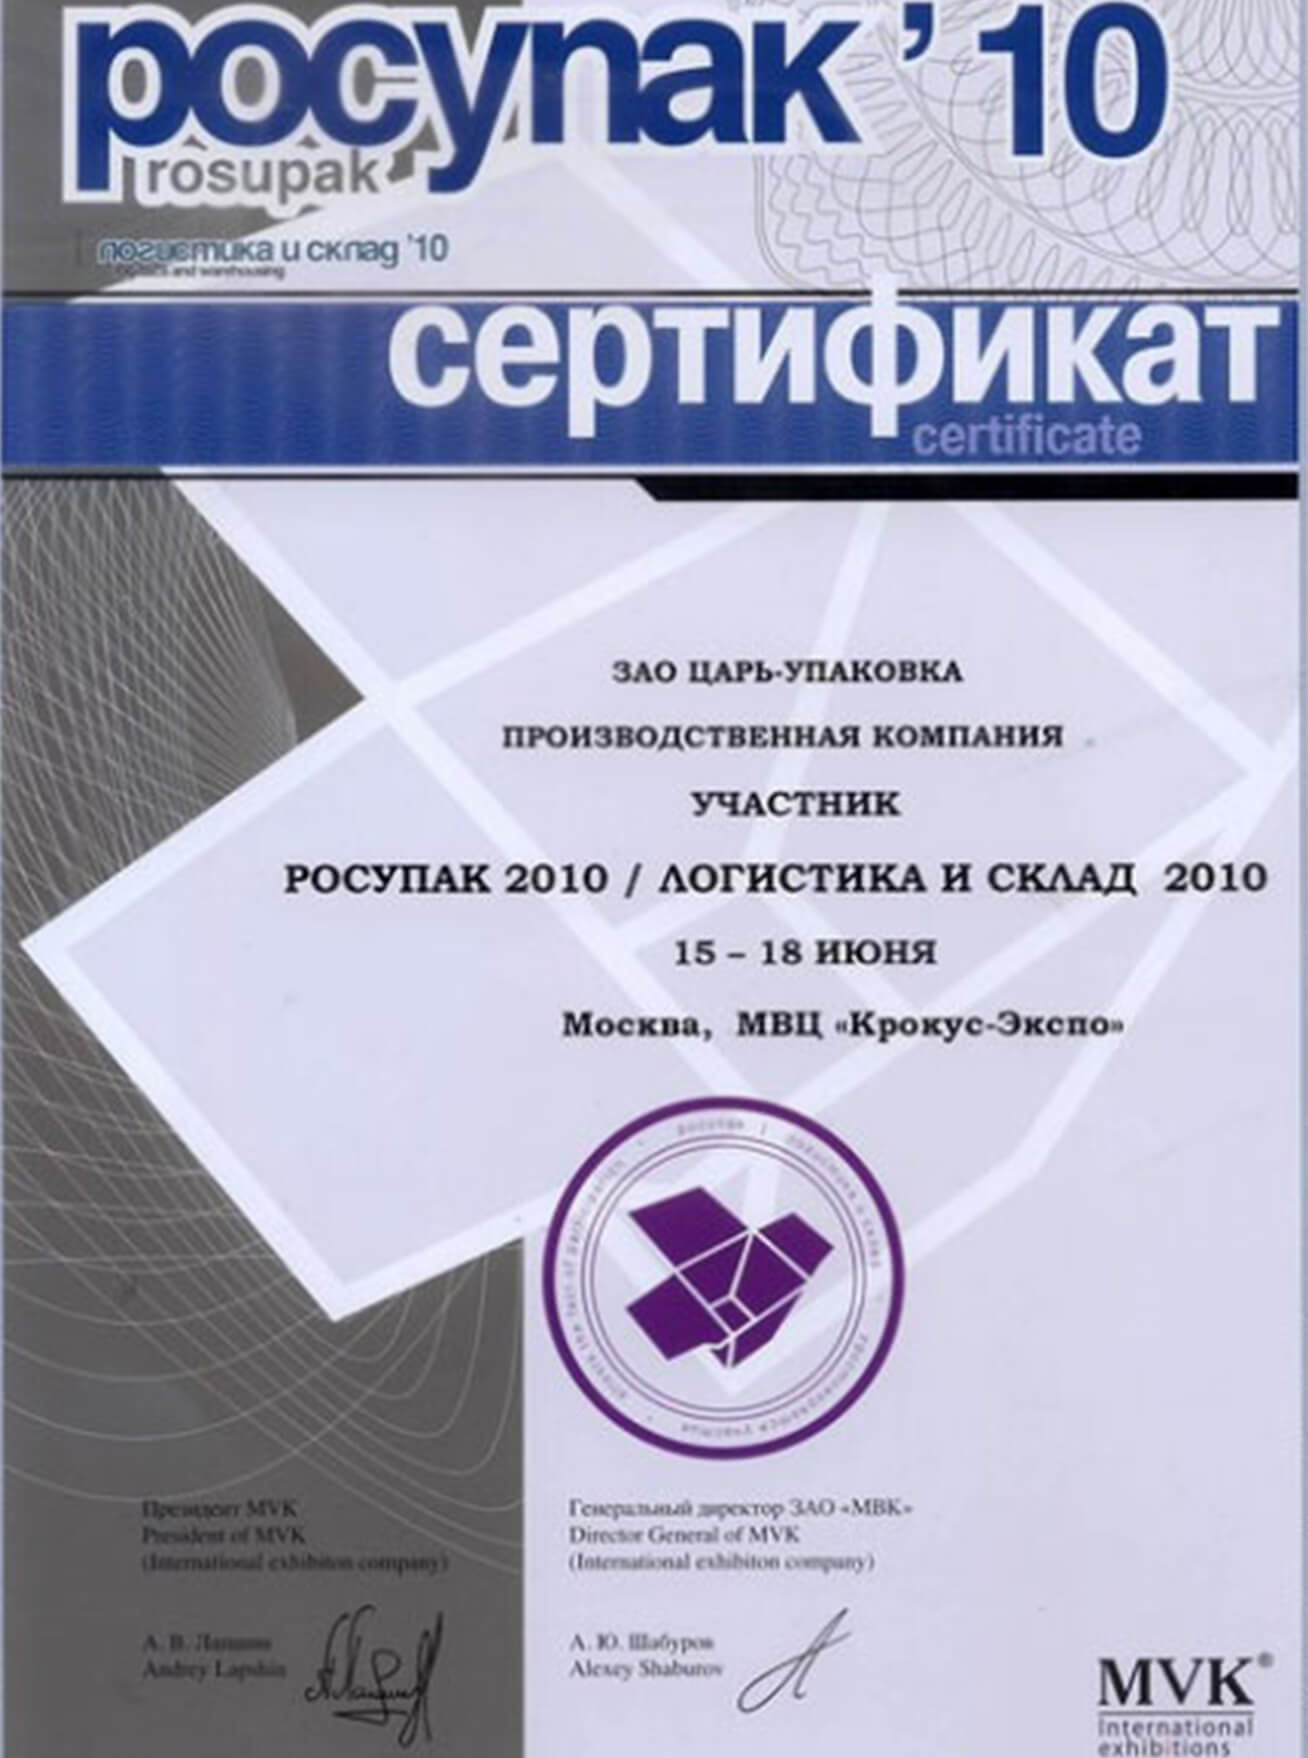 росупак '10
rosupak
логистика и склад '10
and warehousing
сертификат
certificate
ЗАО ЦАРЬ-УПАКОВКА
ПРОИЗВОДСТВЕННАЯ КОМПАНИЯ
УЧАСТНИК
РОСУПАК 2010 / ЛОГИСТИКА И СКЛАД 2010
15 – 18 ИЮНЯ
Москва, МВЦ «Крокус-Экспо»
Президент MVK
President of MVK
(International exhibiton company)
А. В. Лапшин
Andrey Lapshin
Генеральный директор ЗАО «МВК»
Director General of MVK
(International exhibiton company)
А. Ю. Шабуров
Alexey Shaburov
MVK®
International
exhibitions